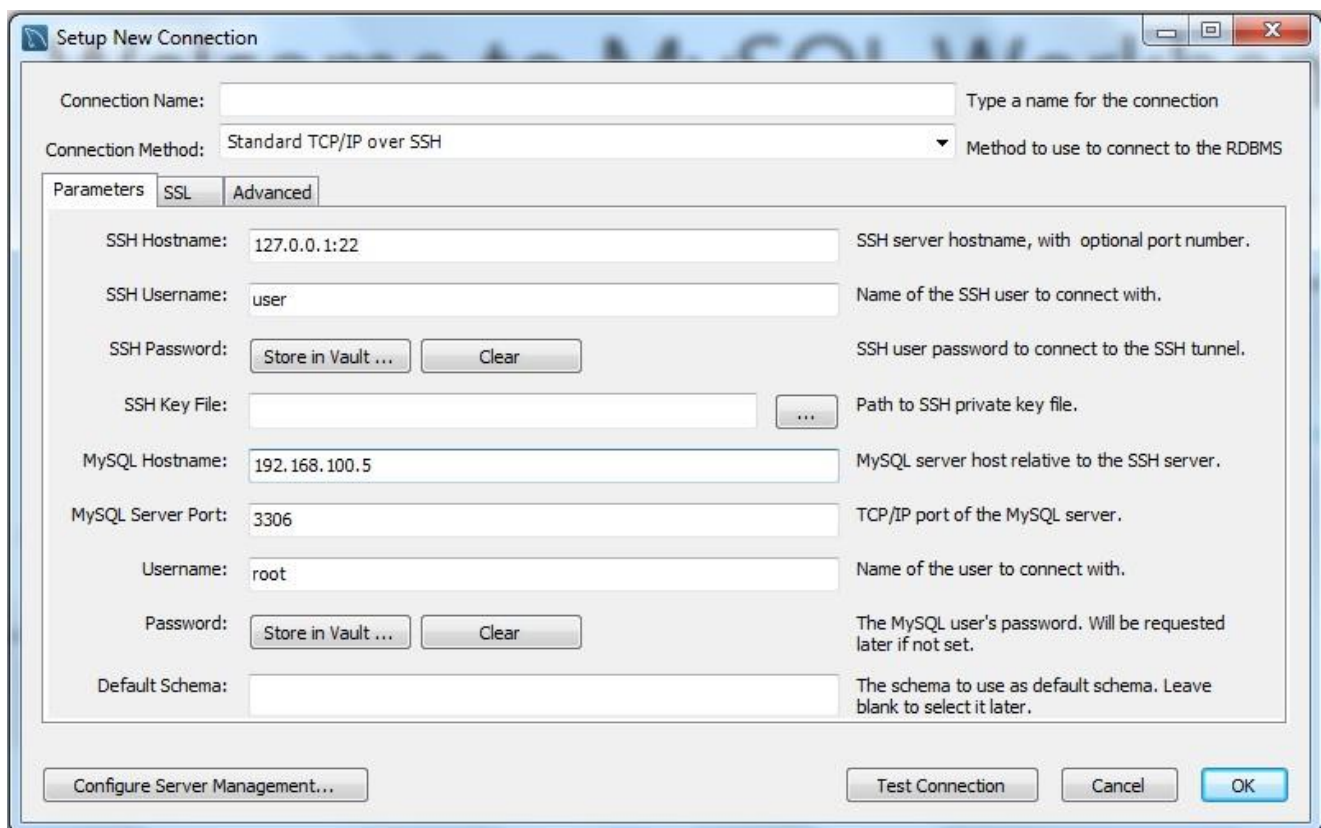 Setup New Connection
Welcome to MySQL Workben
Connection Name: Type a name for the connection
Connection Method: Standard TCP/IP over SSH Method to use to connect to the RDBMS
Parameters SSL Advanced
SSH Hostname: 127.0.0.1:22 SSH server hostname, with optional port number.
SSH Username: user Name of the SSH user to connect with.
SSH Password: Store in Vault ... Clear SSH user password to connect to the SSH tunnel.
SSH Key File: ... Path to SSH private key file.
MySQL Hostname: 192.168.100.5 MySQL server host relative to the SSH server.
MySQL Server Port: 3306 TCP/IP port of the MySQL server.
Username: root Name of the user to connect with.
Password: Store in Vault ... Clear The MySQL user's password. Will be requested
later if not set.
Default Schema: The schema to use as default schema. Leave
blank to select it later.
Configure Server Management... Test Connection Cancel OK